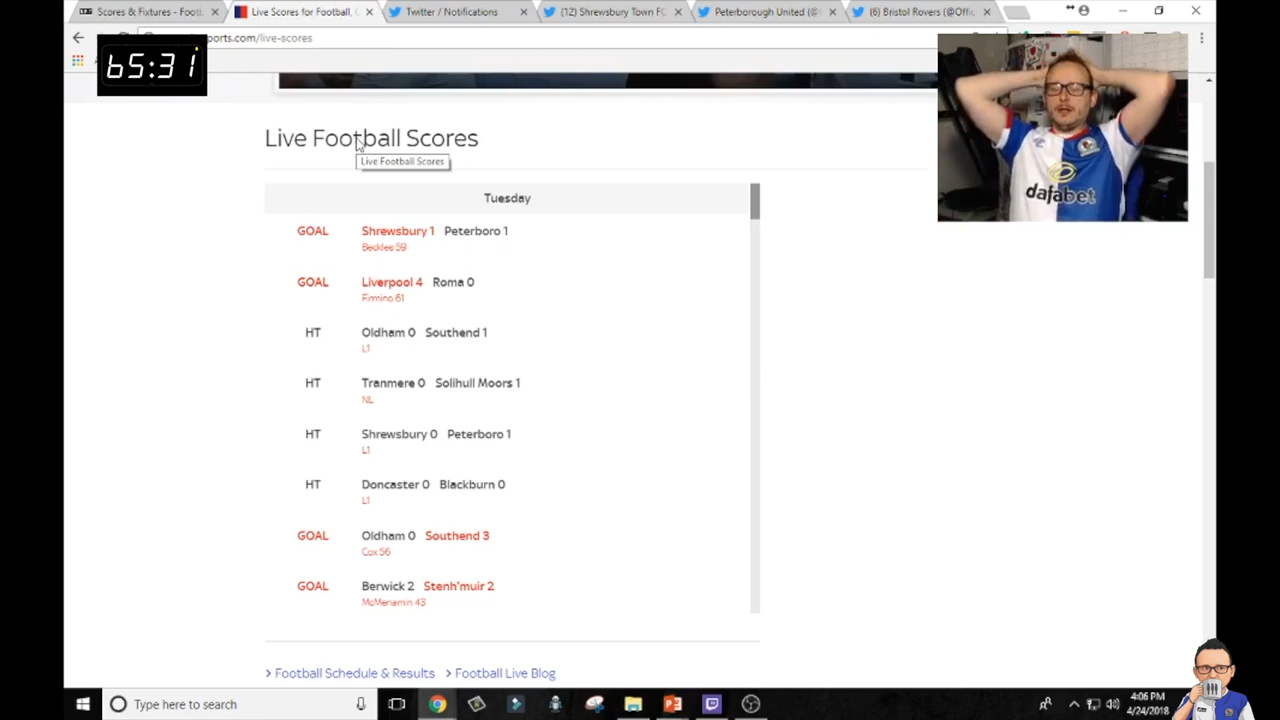 Scores & Fixtures - Footb
Live Scores for Football, C
Twitter / Notifications
(12) Shrewsbury Town FC
Peterborough United (@
(6) Bristol Rovers (@Offic
ports.com/live-scores
65:31
Live Football Scores
Live Football Scores
Tuesday
GOAL Shrewsbury 1 Peterboro 1
Beckles 59
GOAL Liverpool 4 Roma 0
Firmino 61
HT Oldham 0 Southend 1
L1
HT Tranmere 0 Solihull Moors 1
NL
HT Shrewsbury 0 Peterboro 1
L1
HT Doncaster 0 Blackburn 0
L1
GOAL Oldham 0 Southend 3
Cox 56
GOAL Berwick 2 Stenh'muir 2
McMenamin 43
> Football Schedule & Results > Football Live Blog
dafabet
Type here to search
4:06 PM
4/24/2018